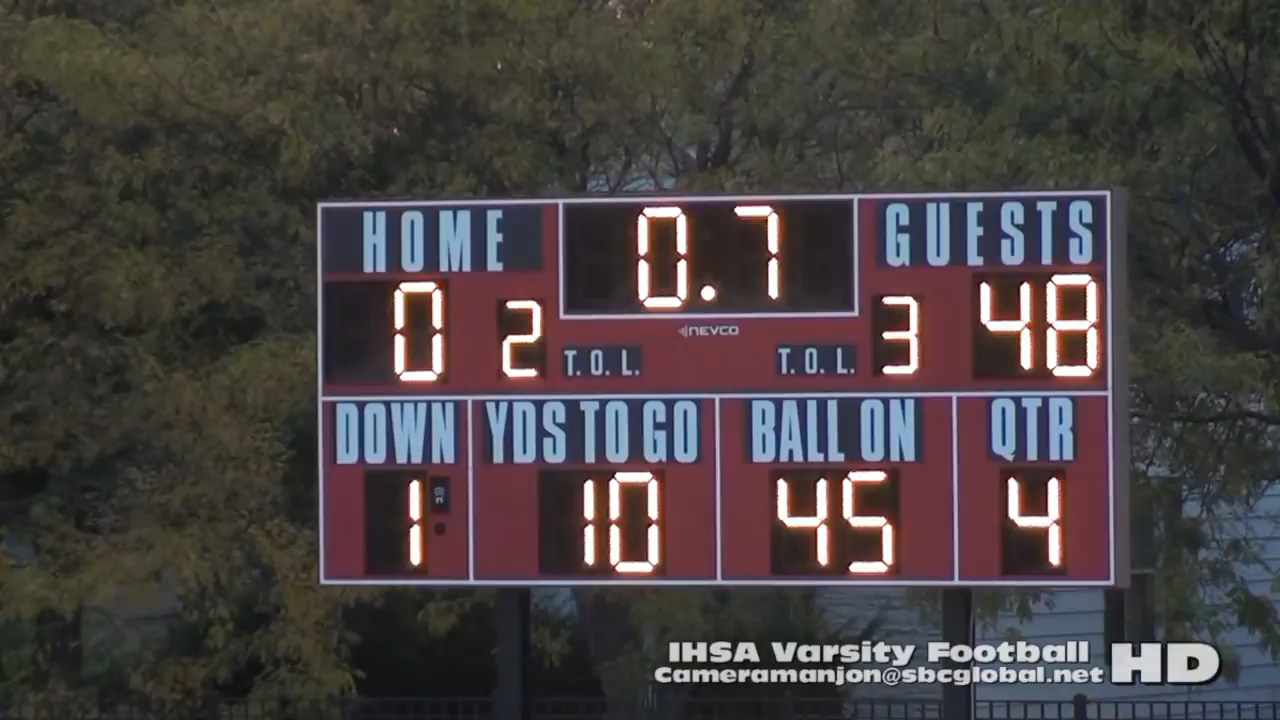 HOME 0.7 GUESTS
0 2 T.O.L. NEVCO T.O.L. 3 48
DOWN YDS TO GO BALL ON QTR
1 10 45 4
IHSA Varsity Football HD
cameramanjon@sbcglobal.net